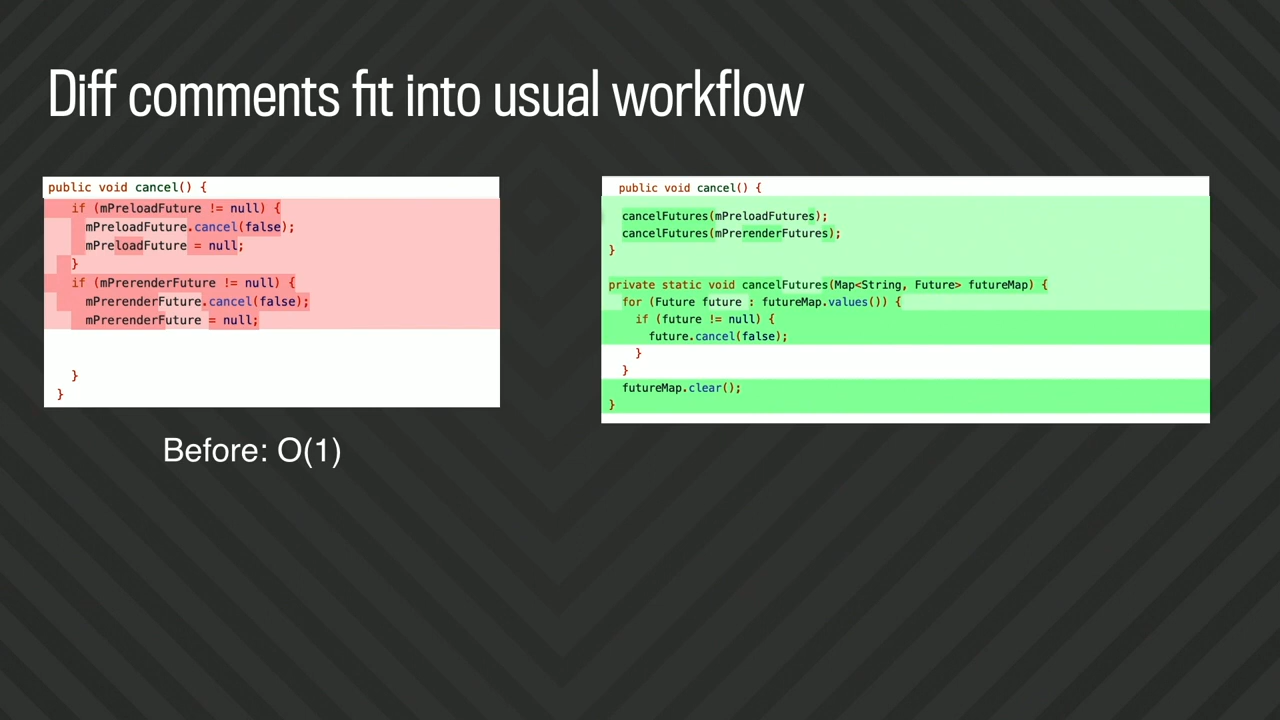 Diff comments fit into usual workflow
public void cancel() {
if (mPreloadFuture != null) {
mPreloadFuture.cancel(false);
mPreloadFuture = null;
}
if (mPrerenderFuture != null) {
mPrerenderFuture.cancel(false);
mPrerenderFuture = null;
}
}
Before: O(1)
public void cancel() {
cancelFutures(mPreloadFutures);
cancelFutures(mPrerenderFutures);
}
private static void cancelFutures(Map<String, Future> futureMap) {
for (Future future : futureMap.values()) {
if (future != null) {
future.cancel(false);
}
}
futureMap.clear();
}